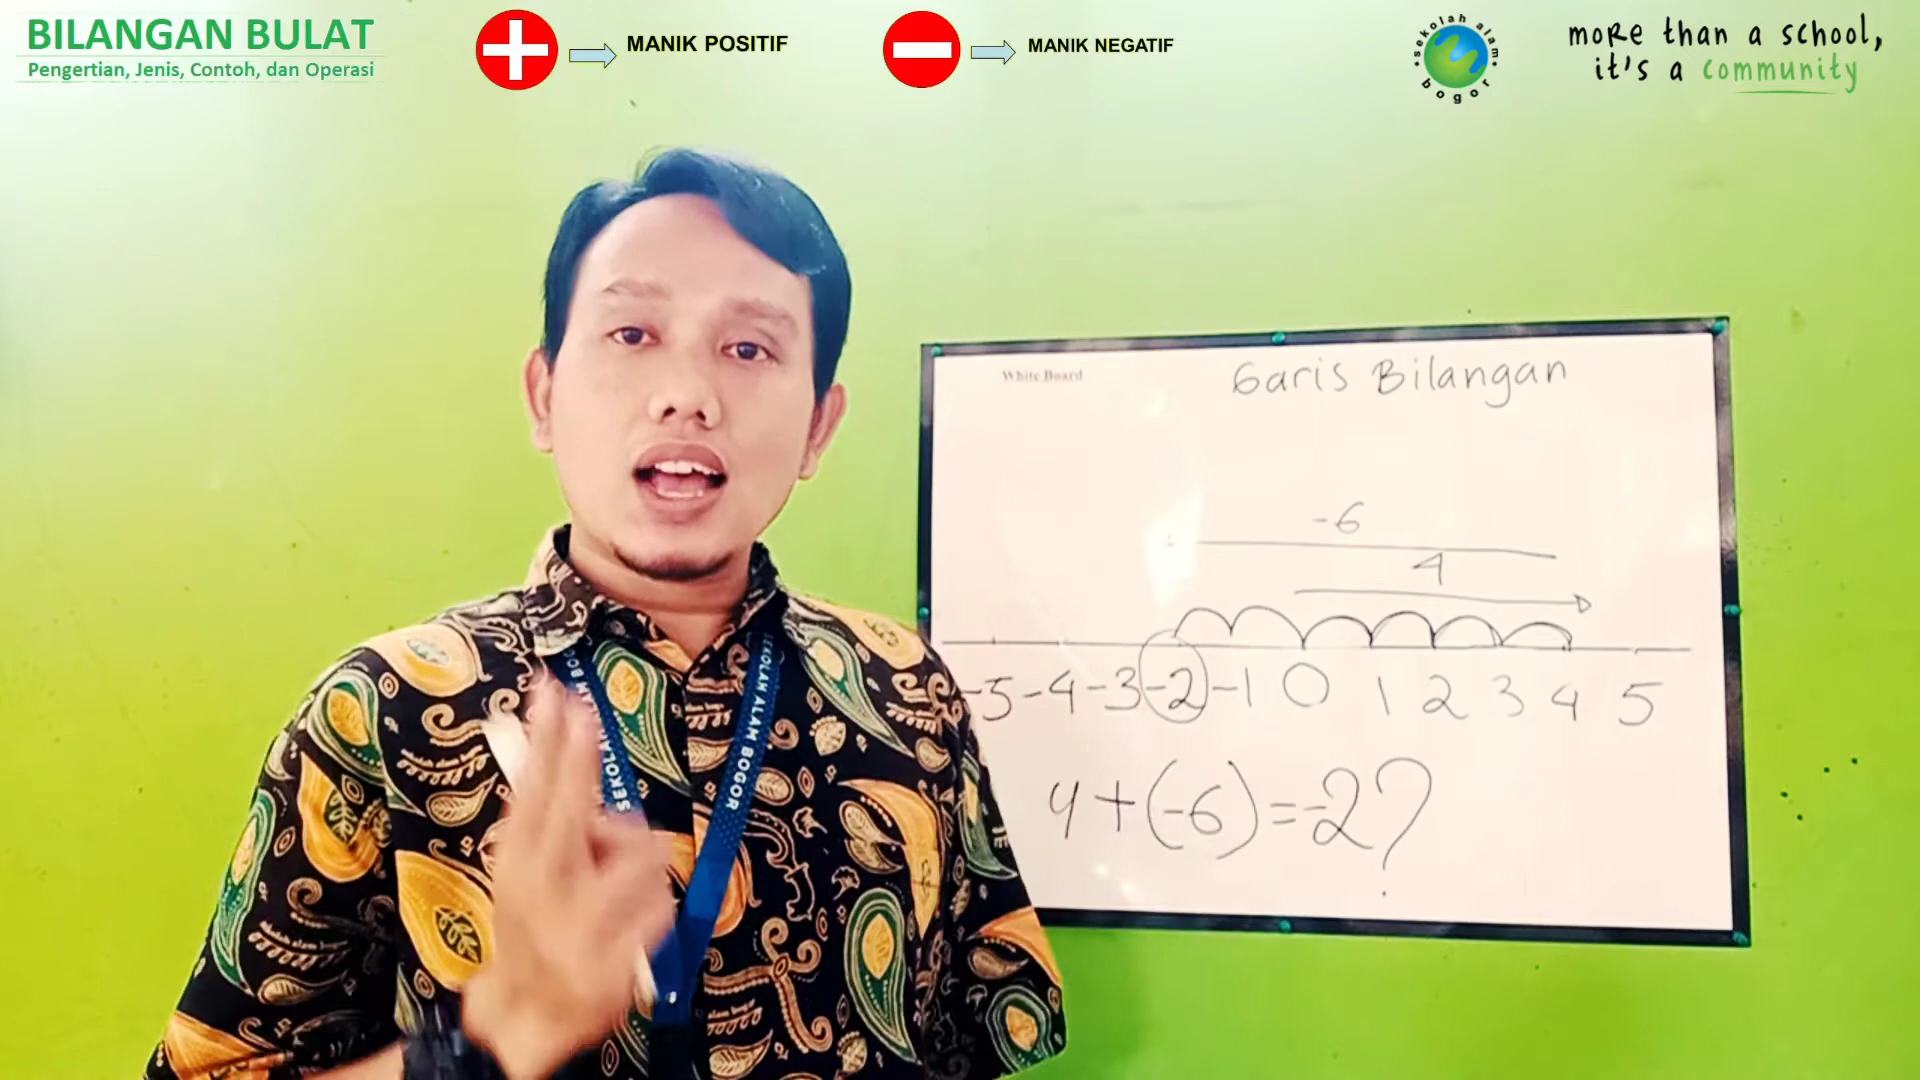 BILANGAN BULAT
Pengertian, Jenis, Contoh, dan Operasi
MANIK POSITIF
MANIK NEGATIF
sekolah alam
bogor
more than a school,
it's a community
White Board
Garis Bilangan
-6
4
-5 -4 -3 -2 -1 0 1 2 3 4 5
4+(-6)=-2?
SEKOLAH ALAM BOGOR